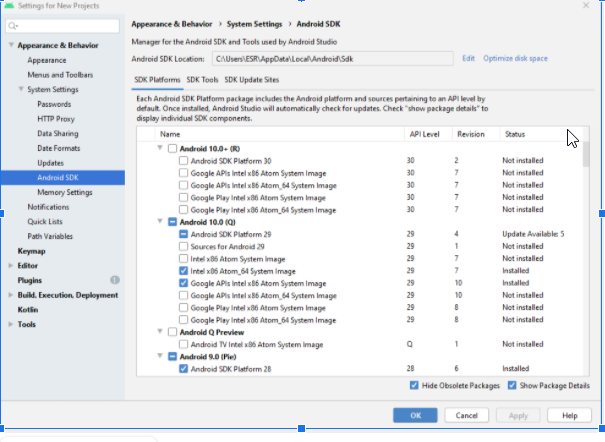 Settings for New Projects
Appearance & Behavior
Appearance
Menus and Toolbars
System Settings
Passwords
HTTP Proxy
Data Sharing
Date Formats
Updates
Android SDK
Memory Settings
Notifications
Quick Lists
Path Variables
Keymap
Editor
Plugins 1
Build, Execution, Deployment
Kotlin
Tools
Appearance & Behavior › System Settings › Android SDK
Manager for the Android SDK and Tools used by Android Studio
Android SDK Location: C:\Users\ESR\AppData\Local\Android\Sdk Edit Optimize disk space
SDK Platforms SDK Tools SDK Update Sites
Each Android SDK Platform package includes the Android platform and sources pertaining to an API level by
default. Once installed, Android Studio will automatically check for updates. Check "show package details" to
display individual SDK components.
Name API Level Revision Status
Android 10.0+ (R)
Android SDK Platform 30 30 2 Not installed
Google APIs Intel x86 Atom System Image 30 7 Not installed
Google APIs Intel x86 Atom_64 System Image 30 7 Not installed
Google Play Intel x86 Atom System Image 30 7 Not installed
Google Play Intel x86 Atom_64 System Image 30 7 Not installed
Android 10.0 (Q)
Android SDK Platform 29 29 4 Update Available: 5
Sources for Android 29 29 1 Not installed
Intel x86 Atom System Image 29 7 Not installed
Intel x86 Atom_64 System Image 29 7 Installed
Google APIs Intel x86 Atom System Image 29 10 Installed
Google APIs Intel x86 Atom_64 System Image 29 10 Not installed
Google Play Intel x86 Atom System Image 29 8 Not installed
Google Play Intel x86 Atom_64 System Image 29 8 Not installed
Android Q Preview
Android TV Intel x86 Atom System Image Q 1 Not installed
Android 9.0 (Pie)
Android SDK Platform 28 28 6 Installed
Hide Obsolete Packages Show Package Details
OK Cancel Apply Help